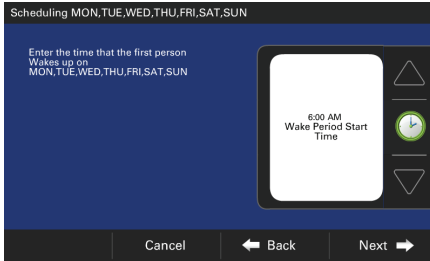 Scheduling MON,TUE,WED,THU,FRI,SAT,SUN
Enter the time that the first person
Wakes up on
MON,TUE,WED,THU,FRI,SAT,SUN
6:00 AM
Wake Period Start
Time
Cancel
Back
Next